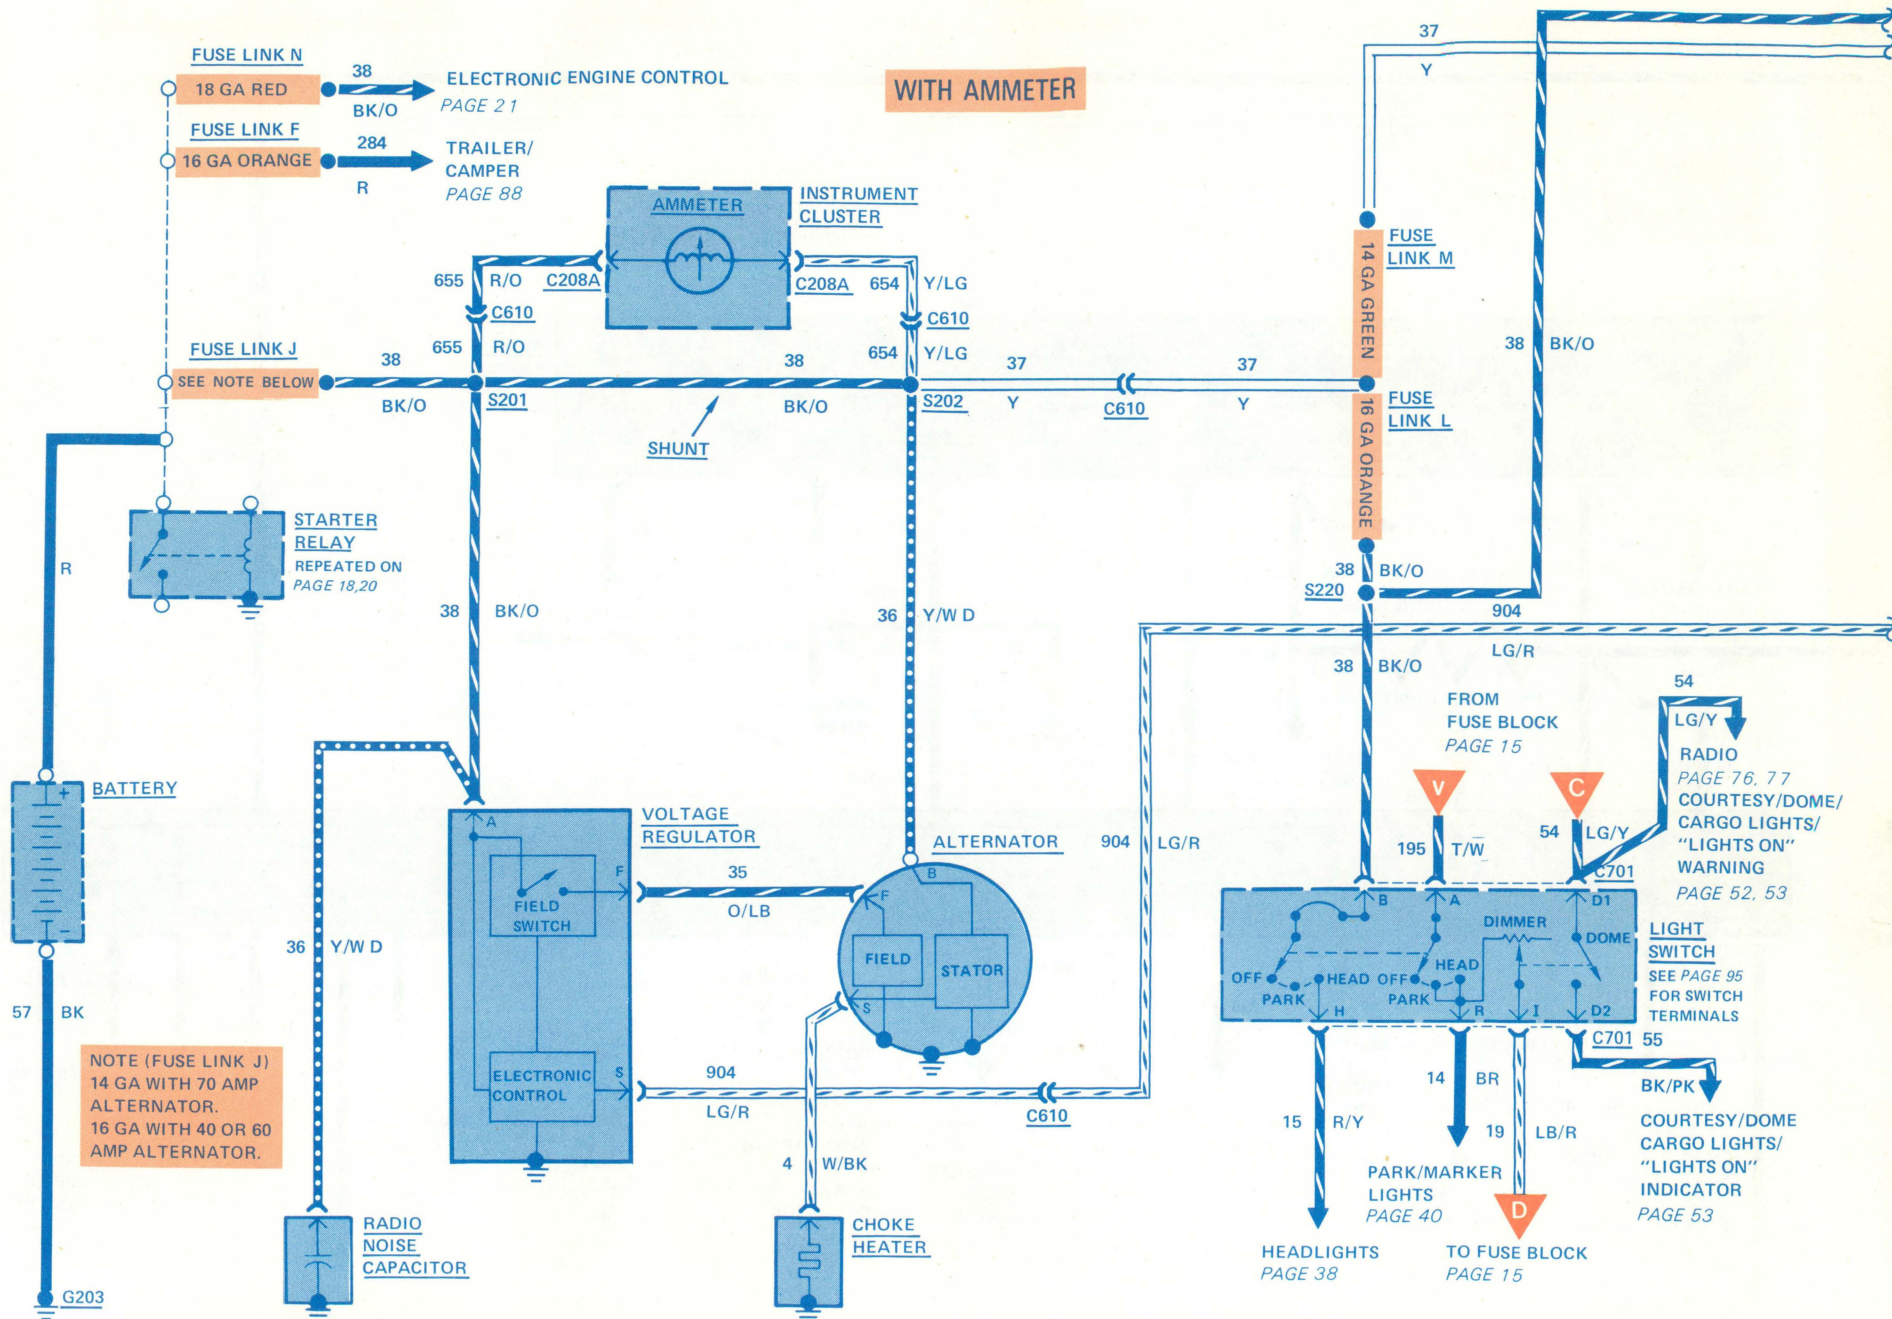 FUSE LINK N
18 GA RED
38
BK/O
ELECTRONIC ENGINE CONTROL
PAGE 21
FUSE LINK F
16 GA ORANGE
284
R
TRAILER/
CAMPER
PAGE 88
WITH AMMETER
AMMETER
INSTRUMENT
CLUSTER
655
R/O
C208A
C208A
654
Y/LG
C610
C610
655
R/O
654
Y/LG
FUSE LINK J
SEE NOTE BELOW
38
BK/O
S201
38
BK/O
SHUNT
S202
37
Y
C610
37
Y
37
Y
FUSE
LINK M
14 GA GREEN
FUSE
LINK L
16 GA ORANGE
38
BK/O
38
BK/O
S220
904
LG/R
38
BK/O
STARTER
RELAY
REPEATED ON
PAGE 18,20
R
38
BK/O
36
Y/W D
FROM
FUSE BLOCK
PAGE 15
54
LG/Y
RADIO
PAGE 76, 77
COURTESY/DOME/
CARGO LIGHTS/
"LIGHTS ON"
WARNING
PAGE 52, 53
V
C
195
T/W
54
LG/Y
C701
BATTERY
+
-
VOLTAGE
REGULATOR
A
F
FIELD
SWITCH
S
ELECTRONIC
CONTROL
35
O/LB
ALTERNATOR
B
F
FIELD
STATOR
S
904
LG/R
B
A
D1
DIMMER
DOME
OFF
HEAD
PARK
OFF
HEAD
PARK
H
R
I
D2
LIGHT
SWITCH
SEE PAGE 95
FOR SWITCH
TERMINALS
C701
55
BK/PK
COURTESY/DOME
CARGO LIGHTS/
"LIGHTS ON"
INDICATOR
PAGE 53
36
Y/W D
57
BK
NOTE (FUSE LINK J)
14 GA WITH 70 AMP
ALTERNATOR.
16 GA WITH 40 OR 60
AMP ALTERNATOR.
904
LG/R
C610
4
W/BK
15
R/Y
14
BR
19
LB/R
PARK/MARKER
LIGHTS
PAGE 40
D
HEADLIGHTS
PAGE 38
TO FUSE BLOCK
PAGE 15
RADIO
NOISE
CAPACITOR
CHOKE
HEATER
G203